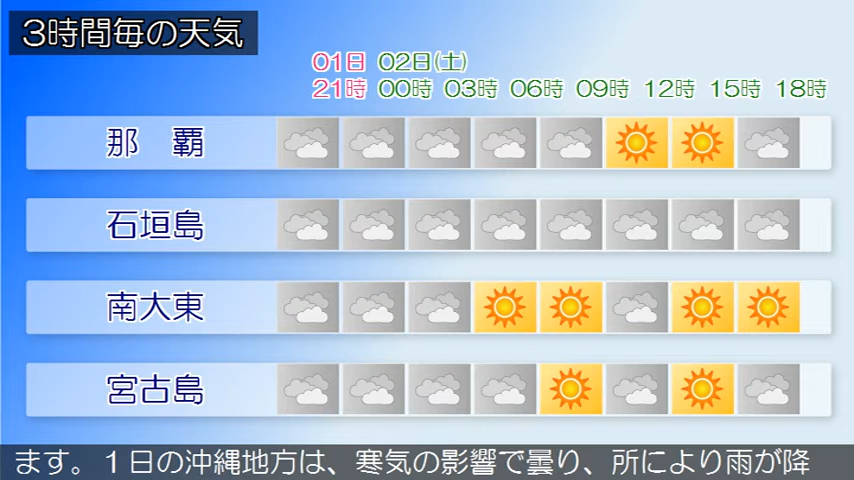 3時間毎の天気
01日 02日(土)
21時 00時 03時 06時 09時 12時 15時 18時
那　覇
石垣島
南大東
宮古島
ます。１日の沖縄地方は、寒気の影響で曇り、所により雨が降